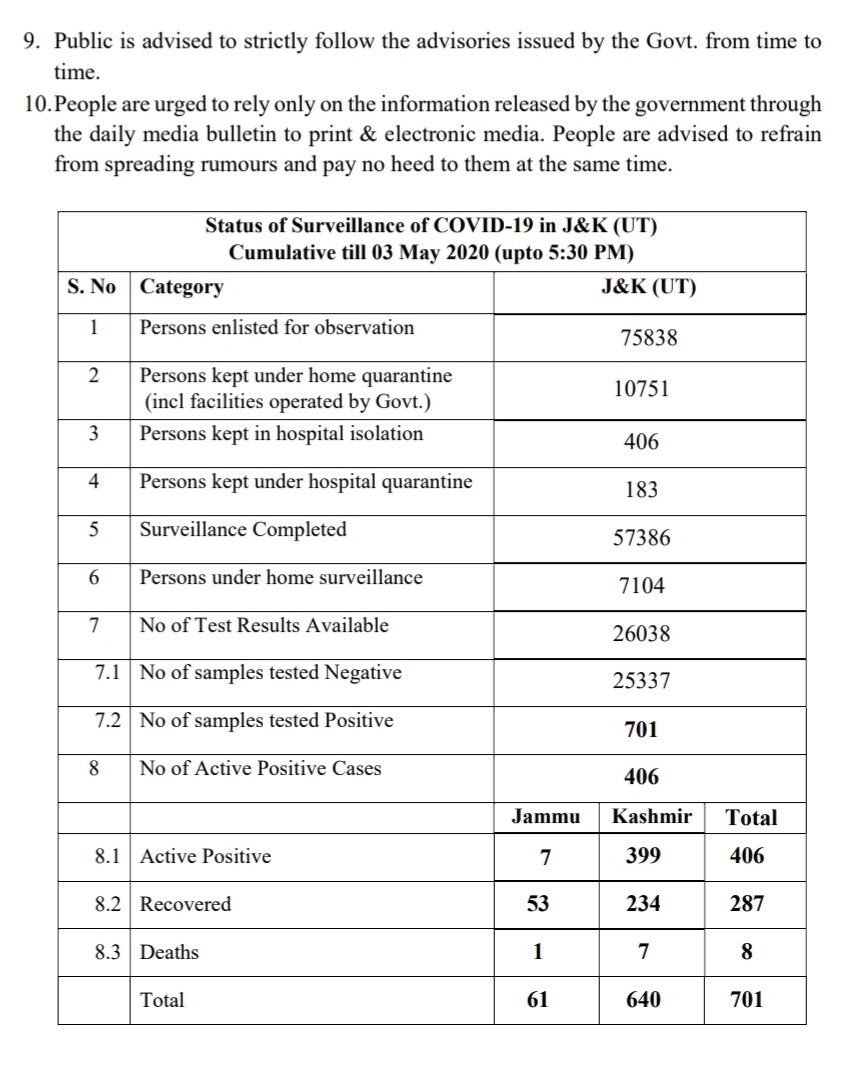 9. Public is advised to strictly follow the advisories issued by the Govt. from time to
time.
10.People are urged to rely only on the information released by the government through
the daily media bulletin to print & electronic media. People are advised to refrain
from spreading rumours and pay no heed to them at the same time.
Status of Surveillance of COVID-19 in J&K (UT)
Cumulative till 03 May 2020 (upto 5:30 PM)
S. No Category J&K (UT)
1 Persons enlisted for observation 75838
2 Persons kept under home quarantine
(incl facilities operated by Govt.) 10751
3 Persons kept in hospital isolation 406
4 Persons kept under hospital quarantine 183
5 Surveillance Completed 57386
6 Persons under home surveillance 7104
7 No of Test Results Available 26038
7.1 No of samples tested Negative 25337
7.2 No of samples tested Positive 701
8 No of Active Positive Cases 406
Jammu Kashmir Total
8.1 Active Positive 7 399 406
8.2 Recovered 53 234 287
8.3 Deaths 1 7 8
Total 61 640 701